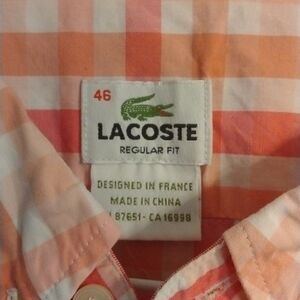 46
LACOSTE
REGULAR FIT
DESIGNED IN FRANCE
MADE IN CHINA
87651 - CA 16998